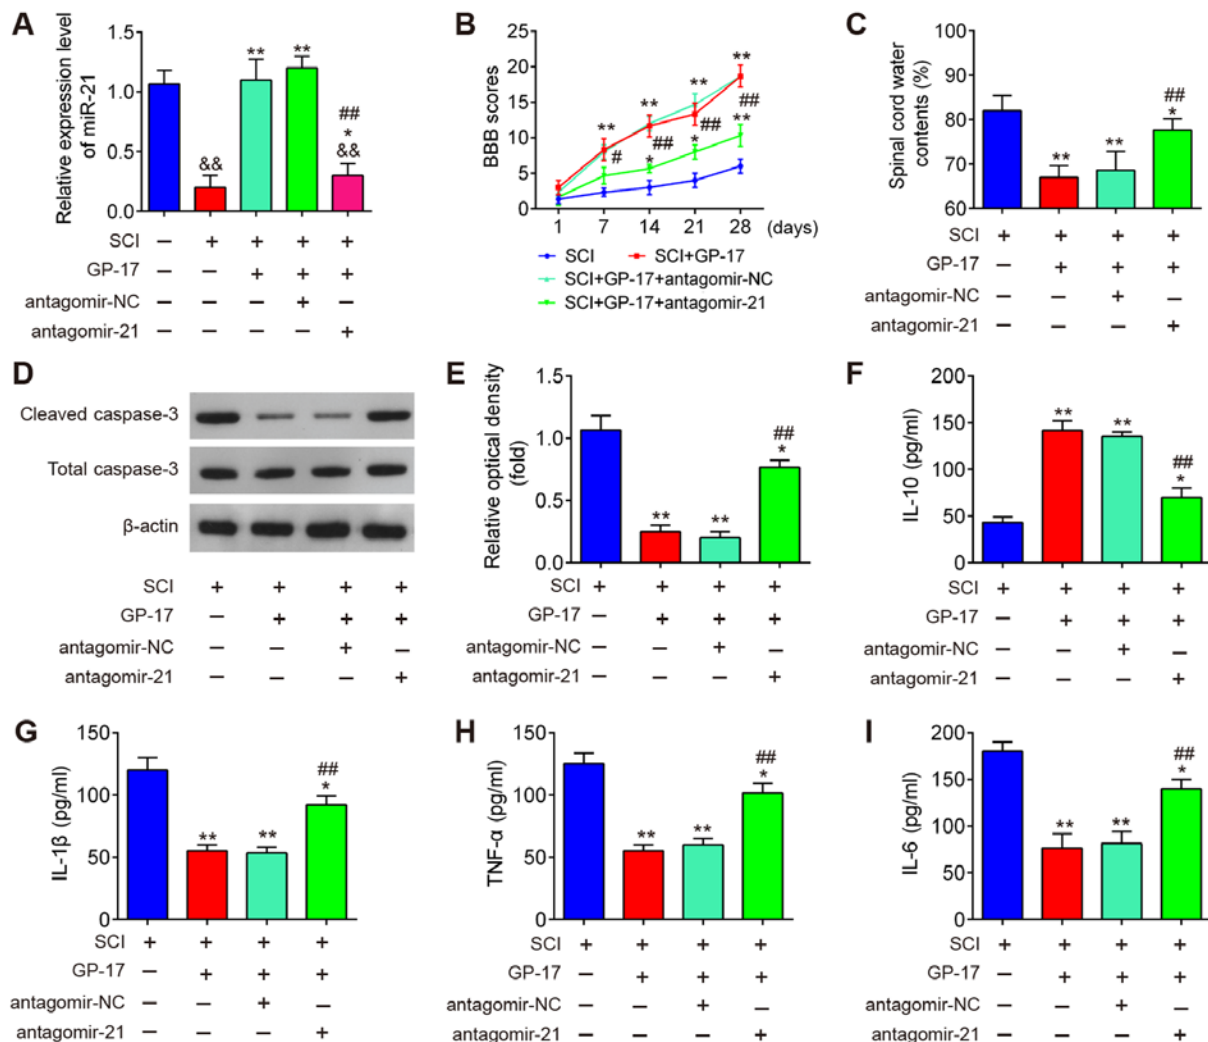 A
Relative expression level
of miR-21
1.5
1.0
0.5
0.0
&&
**
**
##
*
&&
SCI – + + + +
GP-17 – – + + +
antagomir-NC – – – + –
antagomir-21 – – – – +
B
BBB scores
25
20
15
10
5
0
**
#
**
##
*
**
##
*
**
##
**
1 7 14 21 28 (days)
SCI SCI+GP-17
SCI+GP-17+antagomir-NC
SCI+GP-17+antagomir-21
C
Spinal cord water
contents (%)
100
90
80
70
60
**
**
##
*
SCI + + + +
GP-17 – + + +
antagomir-NC – – + –
antagomir-21 – – – +
D
Cleaved caspase-3
Total caspase-3
β-actin
SCI + + + +
GP-17 – + + +
antagomir-NC – – + –
antagomir-21 – – – +
E
Relative optical density
(fold)
1.5
1.0
0.5
0.0
**
**
##
*
SCI + + + +
GP-17 – + + +
antagomir-NC – – + –
antagomir-21 – – – +
F
IL-10 (pg/ml)
200
150
100
50
0
**
**
##
*
SCI + + + +
GP-17 – + + +
antagomir-NC – – + –
antagomir-21 – – – +
G
IL-1β (pg/ml)
150
100
50
0
**
**
##
*
SCI + + + +
GP-17 – + + +
antagomir-NC – – + –
antagomir-21 – – – +
H
TNF-α (pg/ml)
150
100
50
0
**
**
##
*
SCI + + + +
GP-17 – + + +
antagomir-NC – – + –
antagomir-21 – – – +
I
IL-6 (pg/ml)
200
150
100
50
0
**
**
##
*
SCI + + + +
GP-17 – + + +
antagomir-NC – – + –
antagomir-21 – – – +